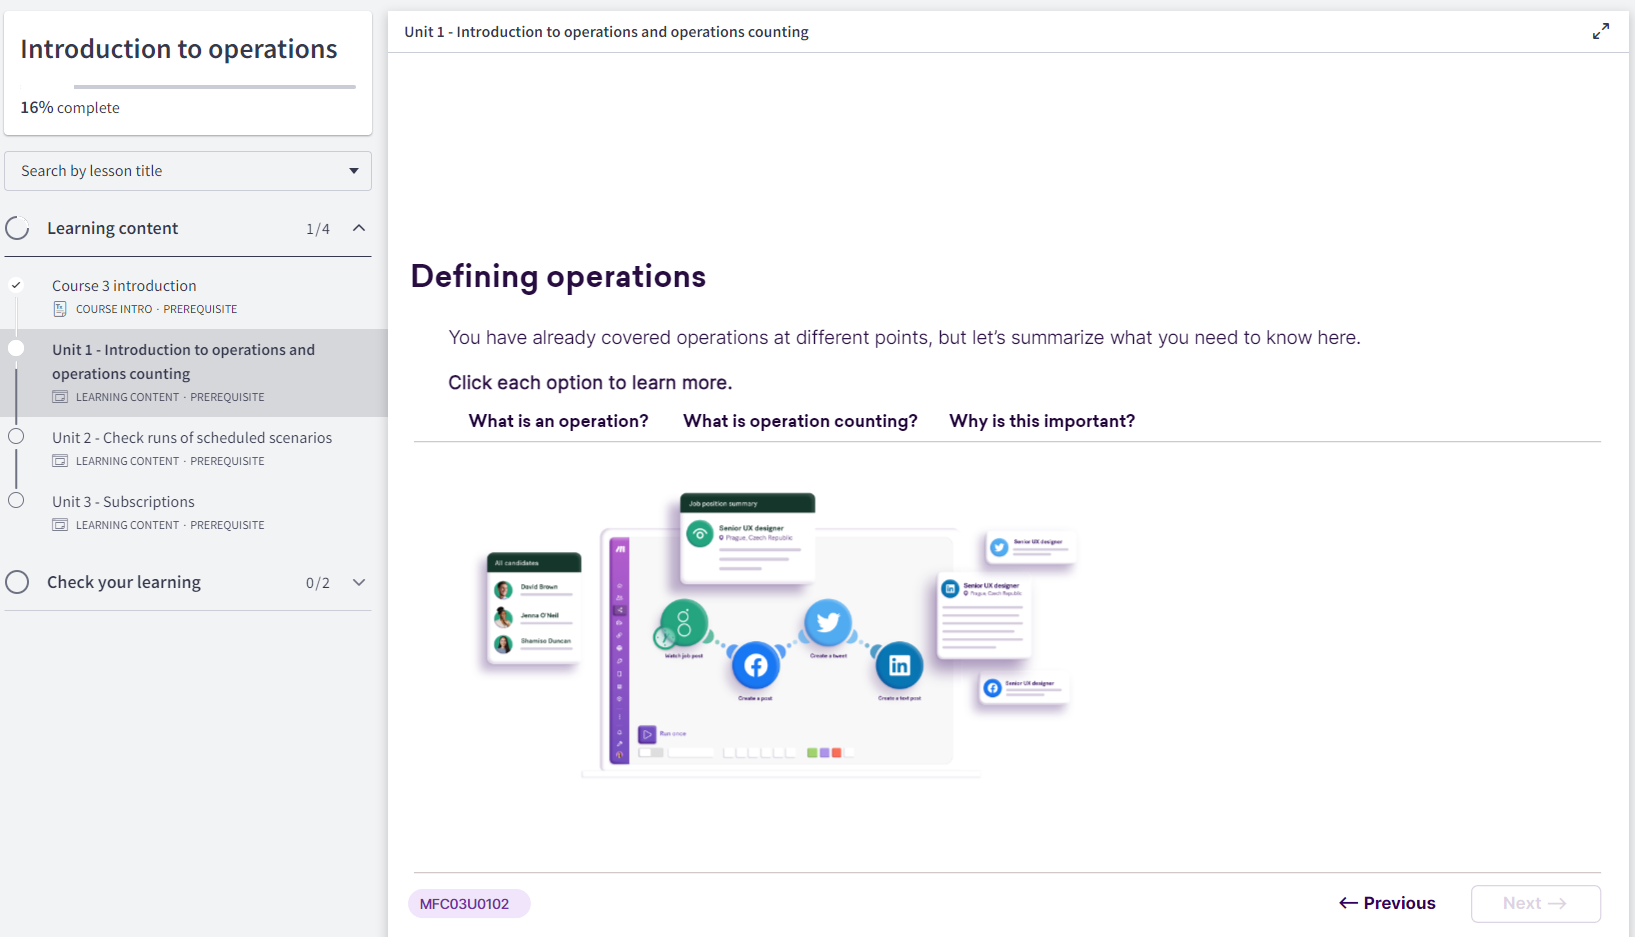 Introduction to operations
16% complete
Search by lesson title
Learning content 1/4
Course 3 introduction
COURSE INTRO · PREREQUISITE
Unit 1 - Introduction to operations and
operations counting
LEARNING CONTENT · PREREQUISITE
Unit 2 - Check runs of scheduled scenarios
LEARNING CONTENT · PREREQUISITE
Unit 3 - Subscriptions
LEARNING CONTENT · PREREQUISITE
Check your learning 0/2
Unit 1 - Introduction to operations and operations counting
Defining operations
You have already covered operations at different points, but let’s summarize what you need to know here.
Click each option to learn more.
What is an operation? What is operation counting? Why is this important?
Job position summary
Senior UX designer
Prague, Czech Republic
All candidates
David Brown
Jenna O'Neil
Shamiso Duncan
Watch job post
Create a post
Create a tweet
Create a text post
Run once
Senior UX designer
Senior UX designer
Prague Czech Republic
Senior UX designer
MFC03U0102
← Previous
Next →